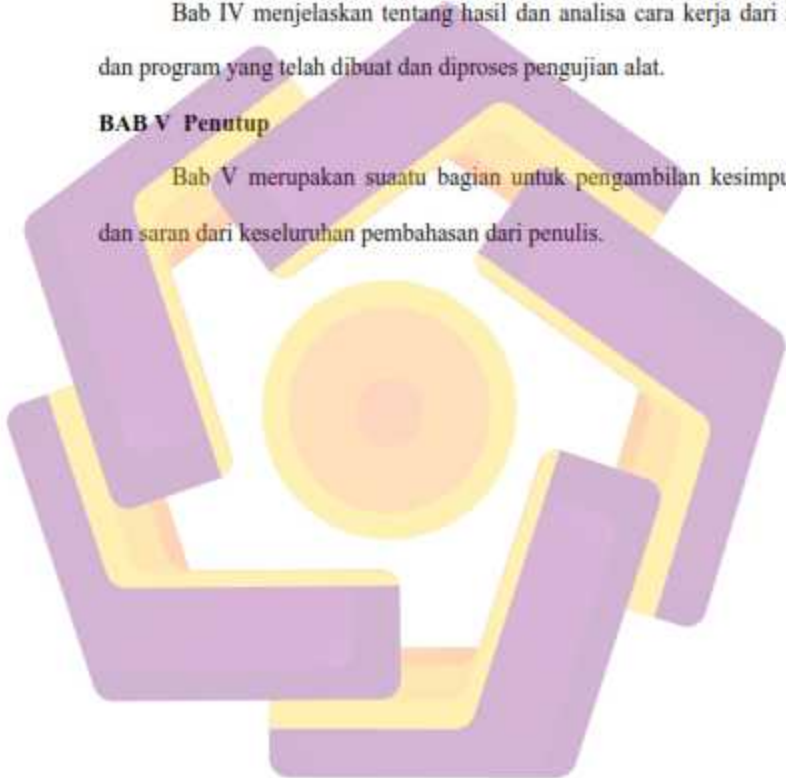 Bab IV menjelaskan tentang hasil dan analisa cara kerja dari
dan program yang telah dibuat dan diproses pengujian alat.
BAB V Penutup
Bab V merupakan suaatu bagian untuk pengambilan
dan saran dari keseluruhan pembahasan dari penulis.